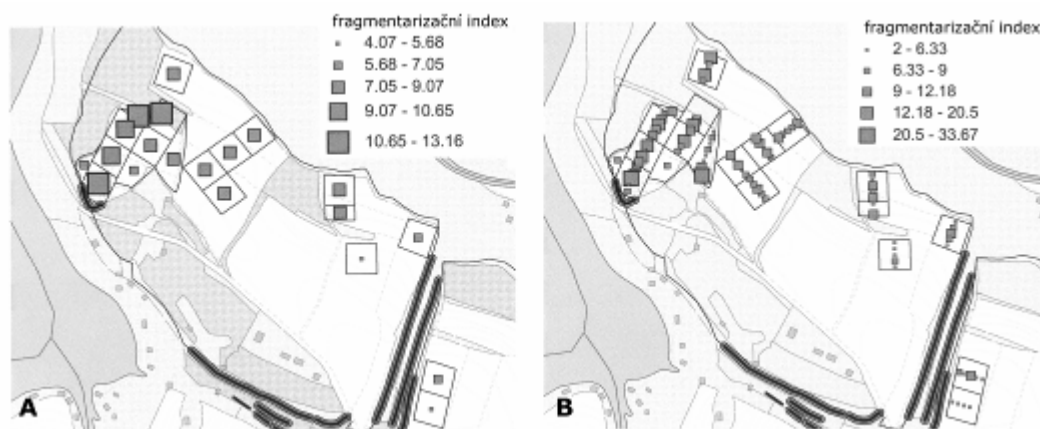 fragmentarizační index
4.07 - 5.68
5.68 - 7.05
7.05 - 9.07
9.07 - 10.65
10.65 - 13.16
A
fragmentarizační index
2 - 6.33
6.33 - 9
9 - 12.18
12.18 - 20.5
20.5 - 33.67
B